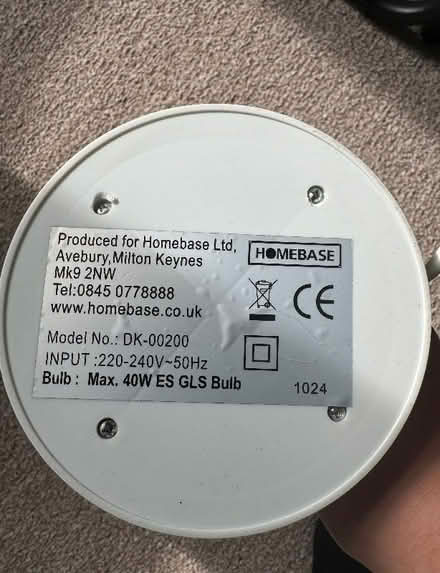 Produced for Homebase Ltd,
Avebury,Milton Keynes
Mk9 2NW
Tel:0845 0778888
www.homebase.co.uk
HOMEBASE
CE
Model No.: DK-00200
INPUT :220-240V~50Hz
Bulb : Max. 40W ES GLS Bulb
1024